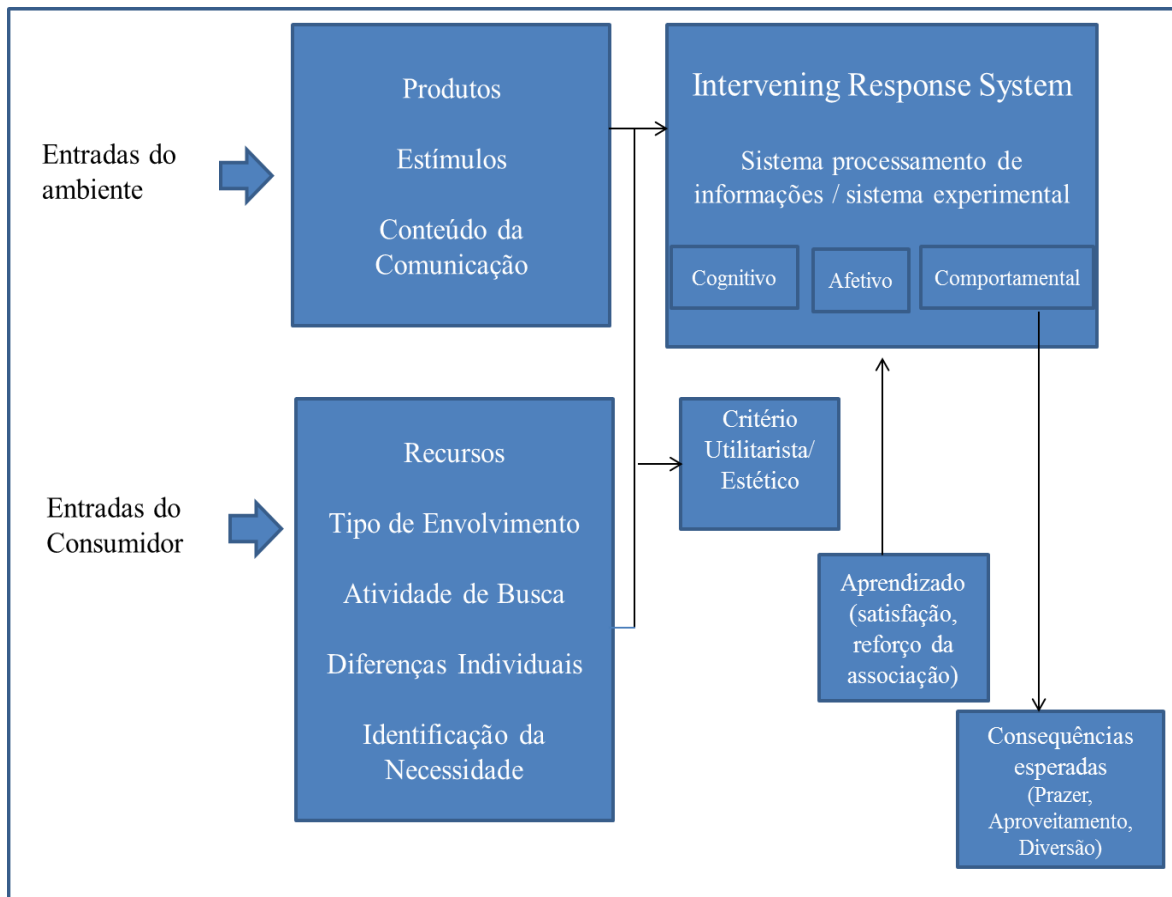 Entradas do
ambiente
Produtos
Estímulos
Conteúdo da
Comunicação
Intervening Response System
Sistema processamento de
informações / sistema experimental
Cognitivo
Afetivo
Comportamental
Entradas do
Consumidor
Recursos
Tipo de Envolvimento
Atividade de Busca
Diferenças Individuais
Identificação da
Necessidade
Critério
Utilitarista/
Estético
Aprendizado
(satisfação,
reforço da
associação)
Consequências
esperadas
(Prazer,
Aproveitamento,
Diversão)